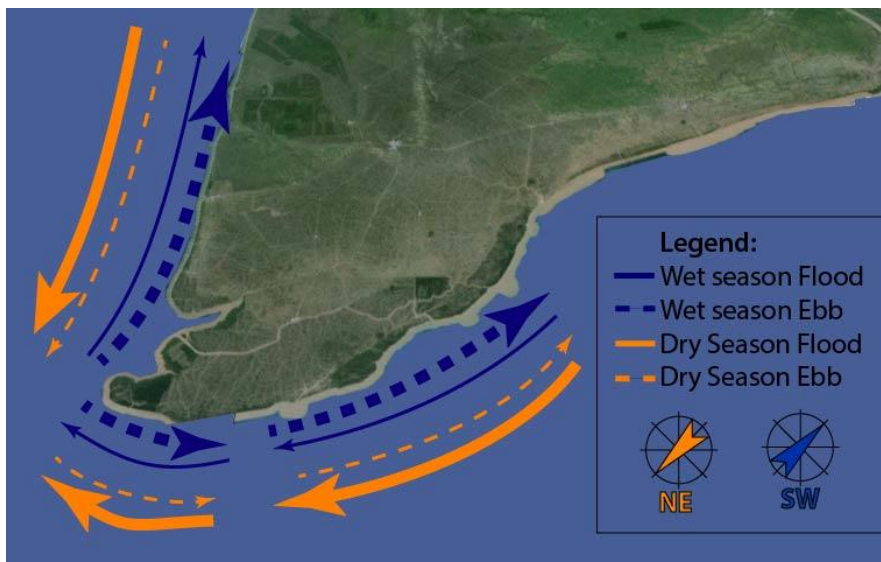 Legend:
Wet season Flood
Wet season Ebb
Dry Season Flood
Dry Season Ebb
NE
SW